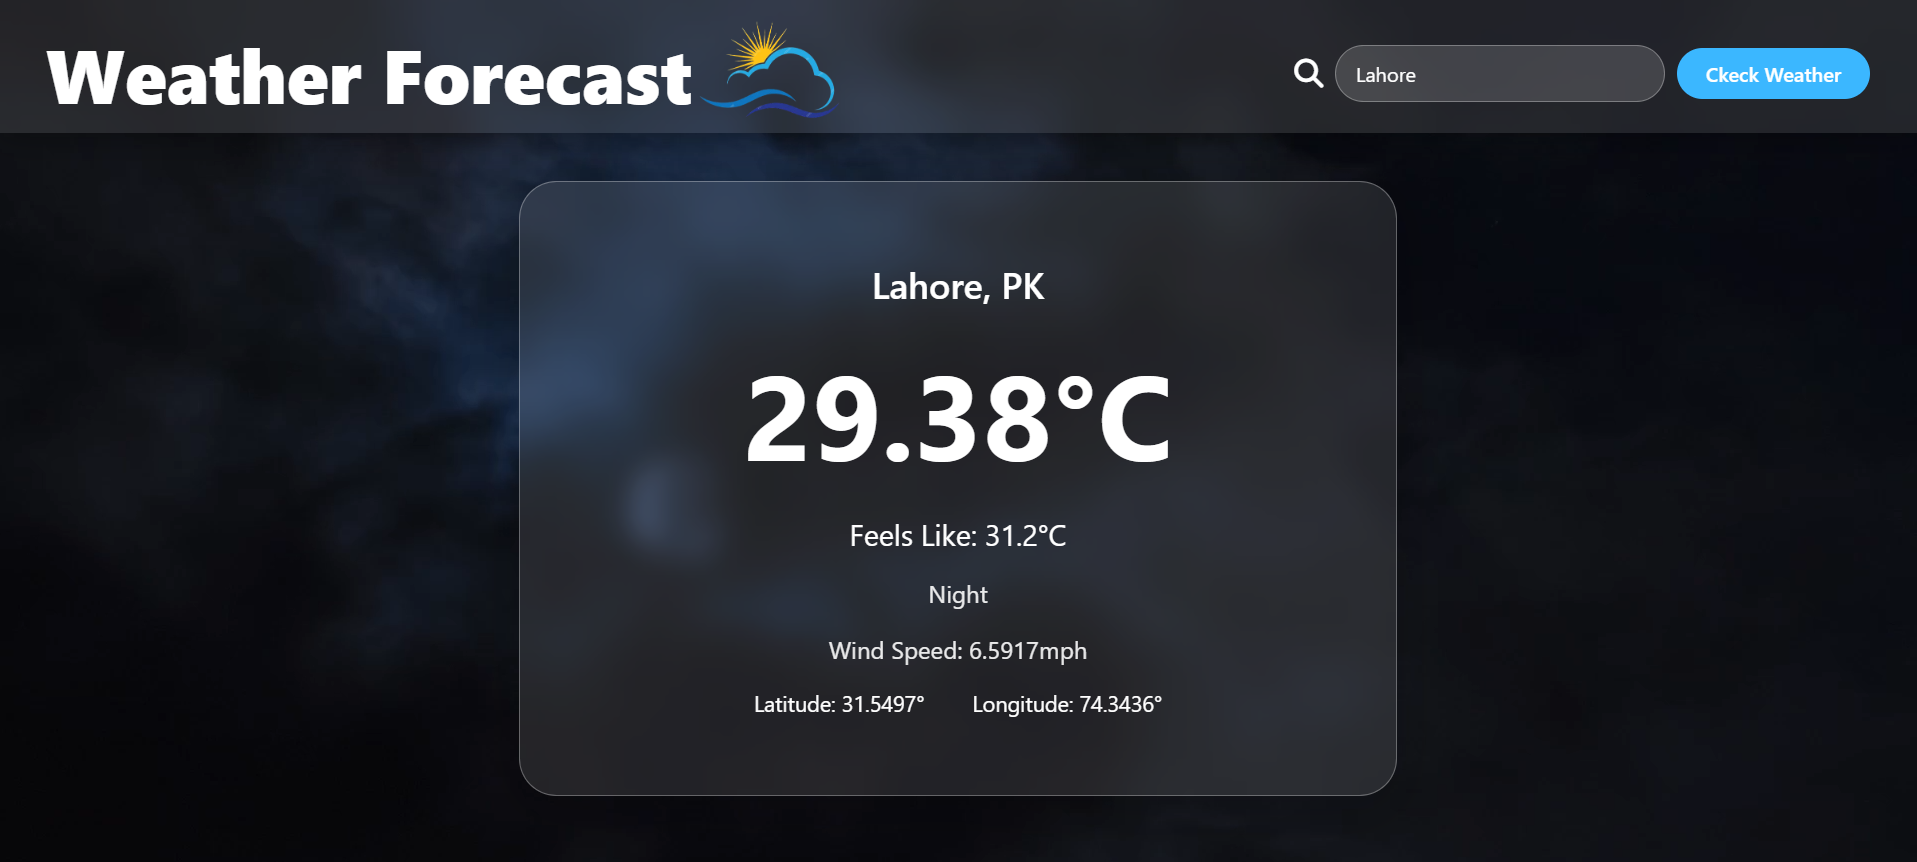 Weather Forecast
Lahore
Ckeck Weather
Lahore, PK
29.38°C
Feels Like: 31.2°C
Night
Wind Speed: 6.5917mph
Latitude: 31.5497° Longitude: 74.3436°